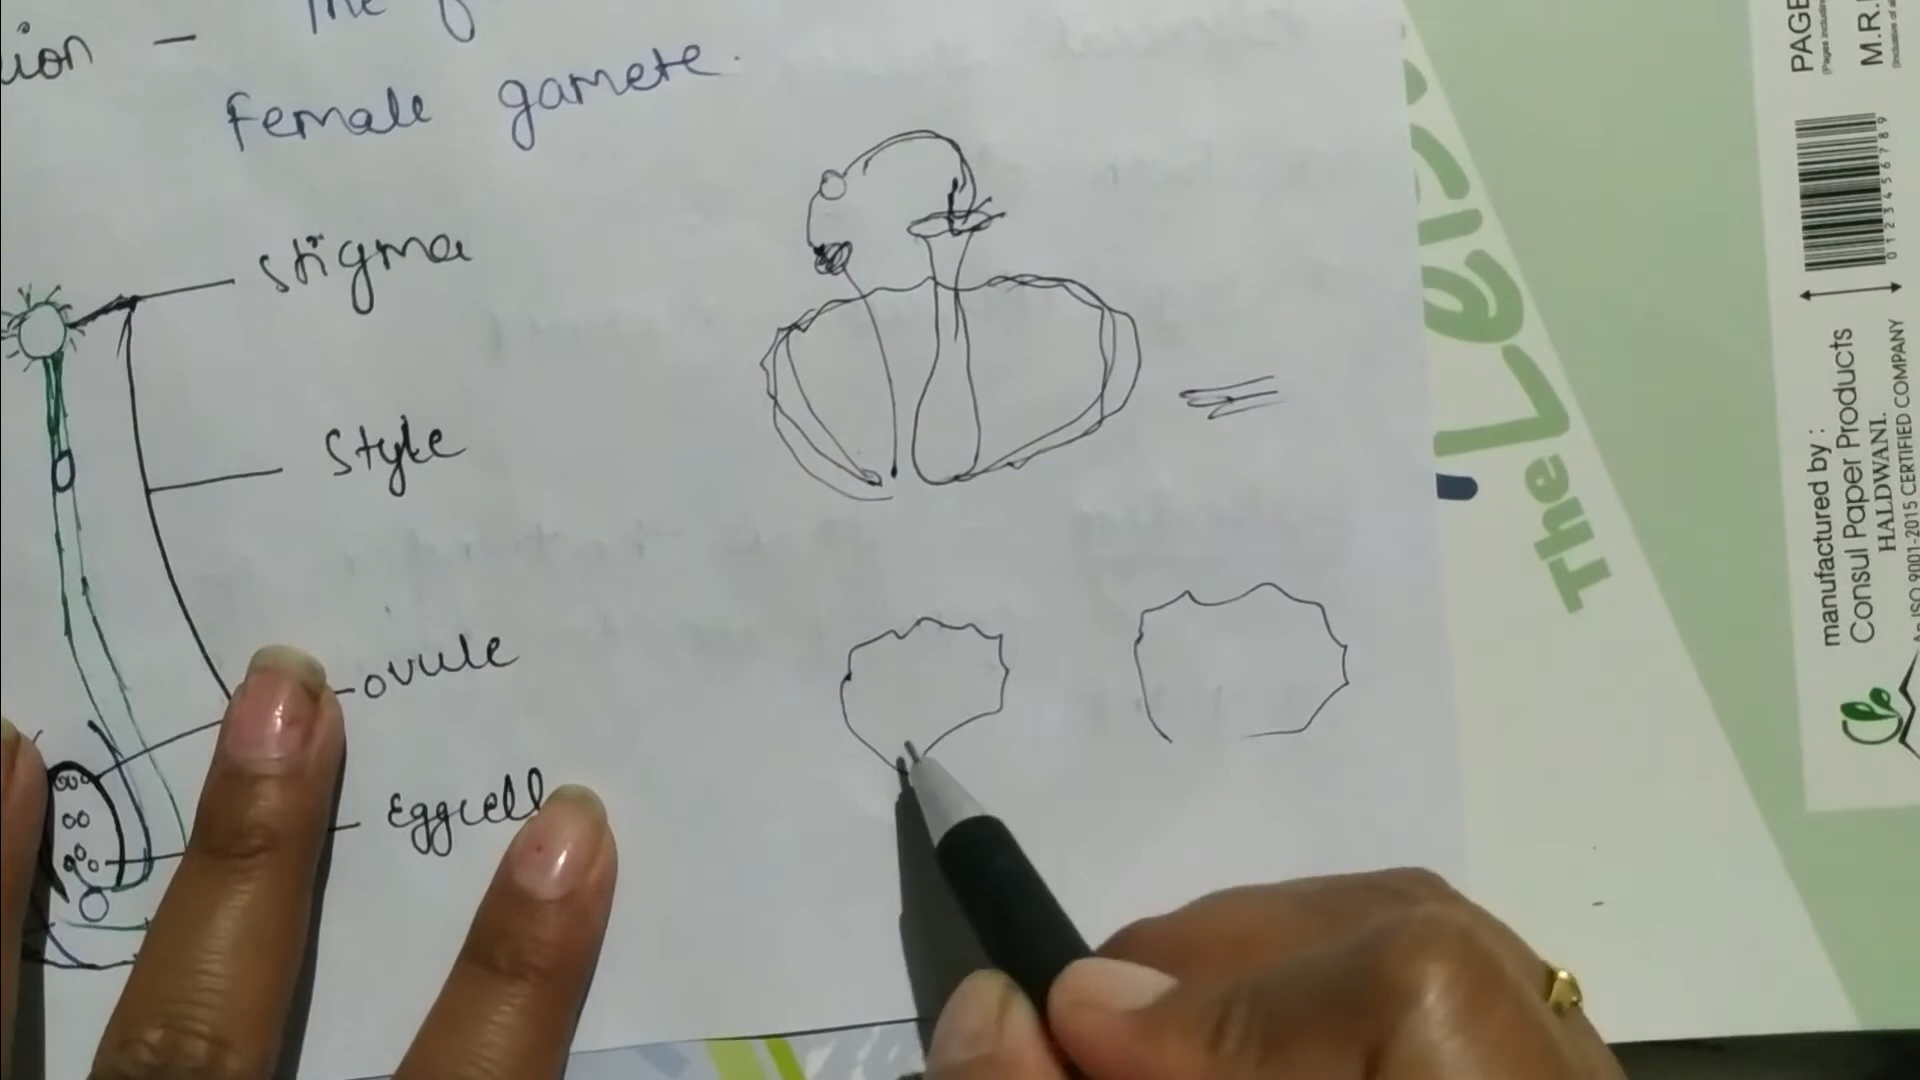 ion - The
Female gamete.
Stigma
Style
ovule
Eggcell
The
PAGE
M.R.
0123456789
manufactured by :
Consul Paper Products
HALDWANI.
An ISO 9001-2015 CERTIFIED COMPANY